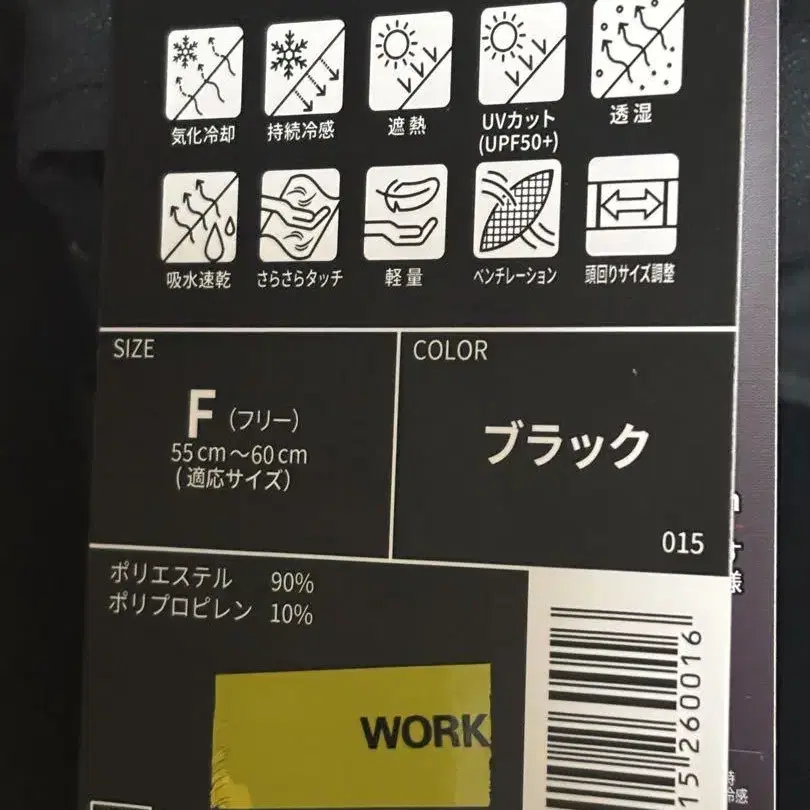 気化冷却
持続冷感
遮熱
UVカット
(UPF50+)
透湿
吸水速乾
さらさらタッチ
軽量
ベンチレーション
頭回りサイズ調整
SIZE
F (フリー)
55cm～60cm
(適応サイズ)
COLOR
ブラック
015
ポリエステル 90%
ポリプロピレン 10%
WORK
15260016
す
様
冷感